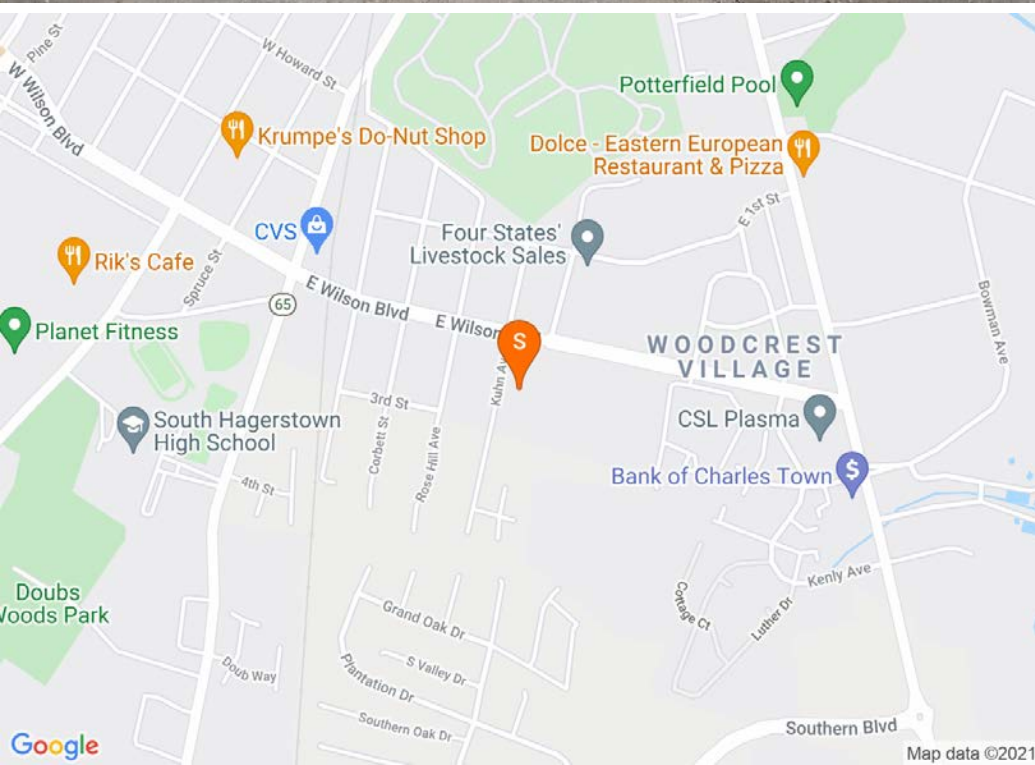 Pine St
W Howard St
W Wilson Blvd
Potterfield Pool
Krumpe's Do-Nut Shop
Dolce - Eastern European
Restaurant & Pizza
E 1st St
CVS
Four States'
Livestock Sales
Rik's Cafe
Spruce St
65
E Wilson Blvd
E Wilson
S
Bowman Ave
Planet Fitness
WOODCREST
VILLAGE
Kuhn Av
3rd St
South Hagerstown
High School
Corbett St
Rose Hill Ave
CSL Plasma
Bank of Charles Town
$
4th St
Kenly Ave
Doubs
Woods Park
Cottage Ct
Luther Dr
Grand Oak Dr
S Valley Dr
Doub Way
Plantation Dr
Southern Oak Dr
Southern Blvd
Google
Map data ©2021